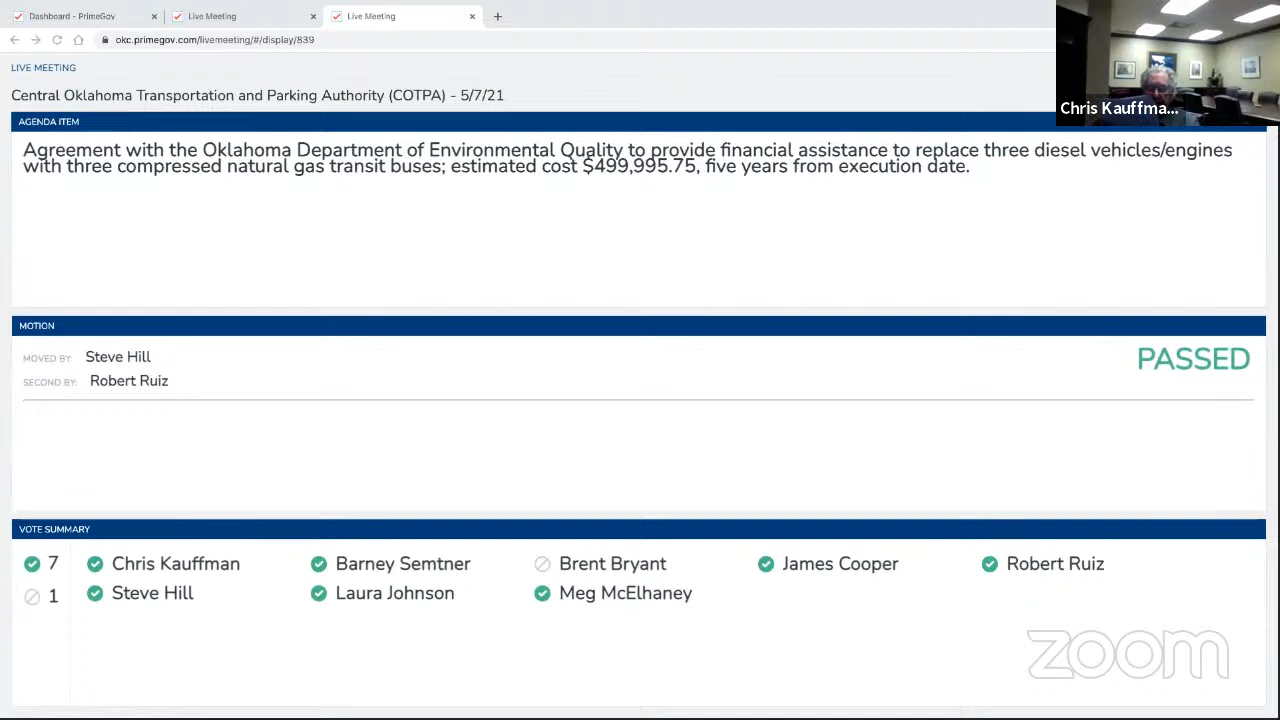 Dashboard - PrimeGov
Live Meeting
Live Meeting
okc.primegov.com/livemeeting/#/display/839
LIVE MEETING
Central Oklahoma Transportation and Parking Authority (COTPA) - 5/7/21
Chris Kauffma...
AGENDA ITEM
Agreement with the Oklahoma Department of Environmental Quality to provide financial assistance to replace three diesel vehicles/engines
with three compressed natural gas transit buses; estimated cost $499,995.75, five years from execution date.
MOTION
MOVED BY: Steve Hill
PASSED
SECOND BY: Robert Ruiz
VOTE SUMMARY
7 Chris Kauffman Barney Semtner Brent Bryant James Cooper Robert Ruiz
1 Steve Hill Laura Johnson Meg McElhaney
zoom